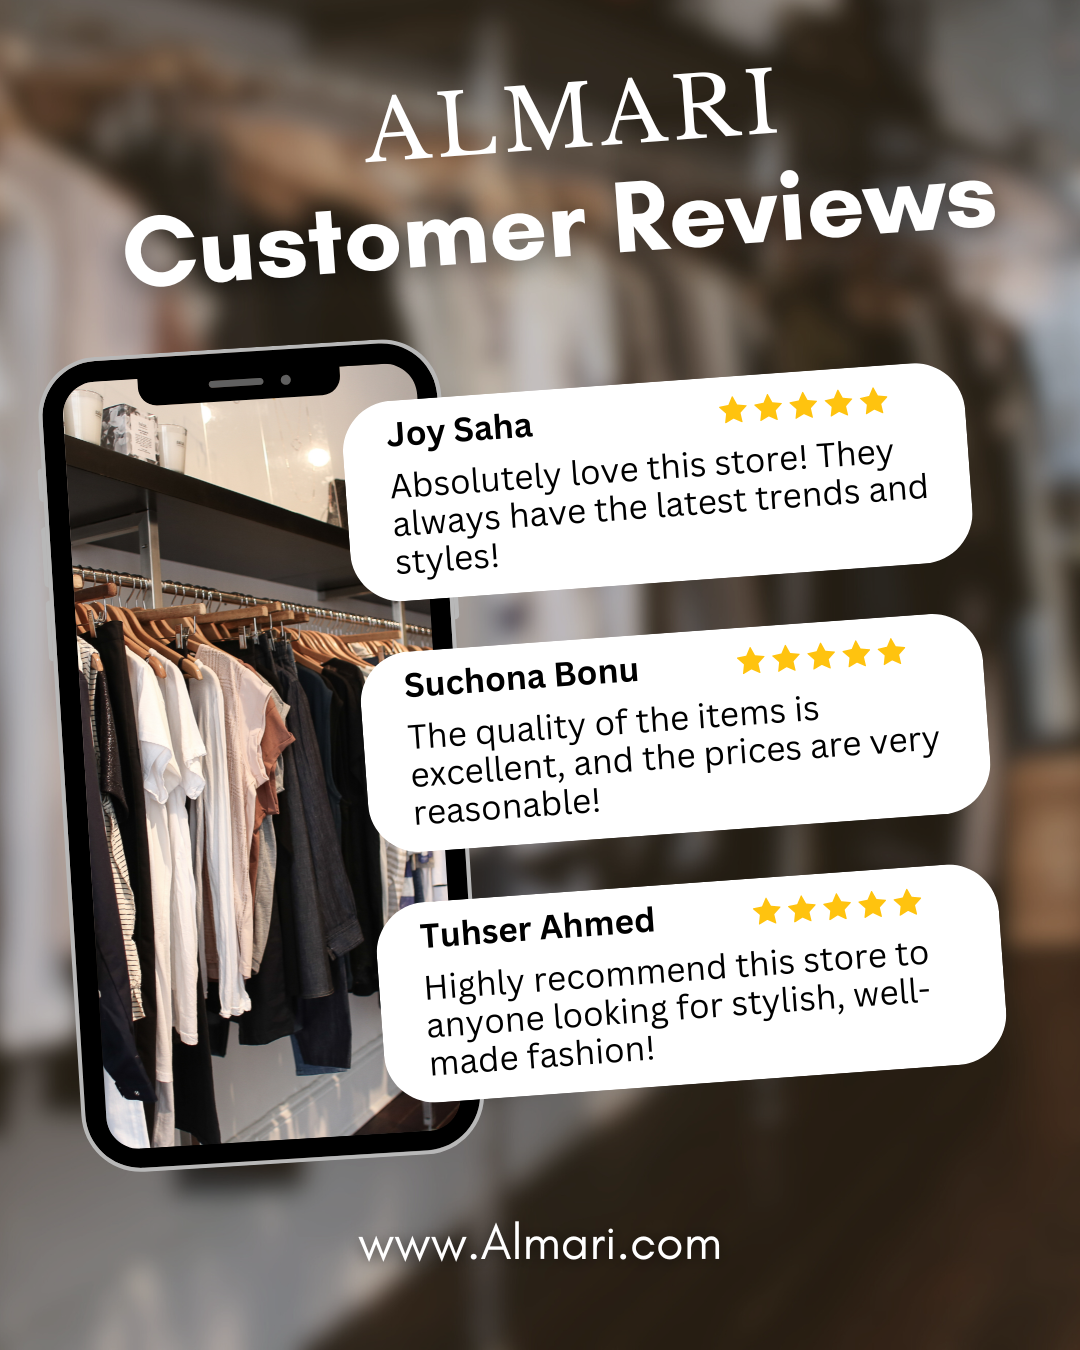 ALMARI
Customer Reviews
Joy Saha
Absolutely love this store! They
always have the latest trends and
styles!
Suchona Bonu
The quality of the items is
excellent, and the prices are very
reasonable!
Tuhser Ahmed
Highly recommend this store to
anyone looking for stylish, well-
made fashion!
www.Almari.com